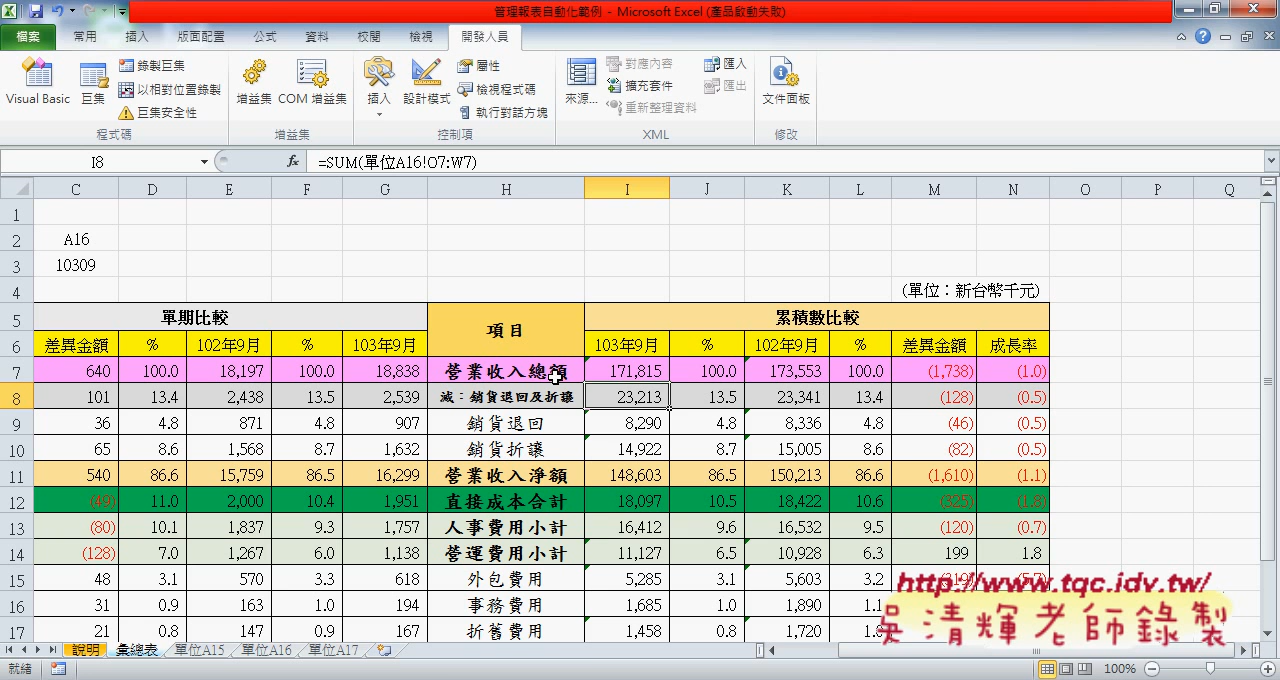 管理報表自動化範例 - Microsoft Excel (產品啟動失敗)
檔案 常用 插入 版面配置 公式 資料 校閱 檢視 開發人員
Visual Basic 巨集 錄製巨集 以相對位置錄製 巨集安全性 程式碼
增益集 COM 增益集 增益集
插入 設計模式 屬性 檢視程式碼 執行對話方塊 控制項
來源... 對應內容 擴充套件 重新整理資料 匯入 匯出 XML
文件面板 修改
I8 fx =SUM(單位A16!O7:W7)
C D E F G H I J K L M N O P Q
1
2 A16
3 10309
4 (單位：新台幣千元)
5 單期比較 項目 累積數比較
6 差異金額 % 102年9月 % 103年9月 103年9月 % 102年9月 % 差異金額 成長率
7 640 100.0 18,197 100.0 18,838 營業收入總額 171,815 100.0 173,553 100.0 (1,738) (1.0)
8 101 13.4 2,438 13.5 2,539 減：銷貨退回及折讓 23,213 13.5 23,341 13.4 (128) (0.5)
9 36 4.8 871 4.8 907 銷貨退回 8,290 4.8 8,336 4.8 (46) (0.5)
10 65 8.6 1,568 8.7 1,632 銷貨折讓 14,922 8.7 15,005 8.6 (82) (0.5)
11 540 86.6 15,759 86.5 16,299 營業收入淨額 148,603 86.5 150,213 86.6 (1,610) (1.1)
12 (49) 11.0 2,000 10.4 1,951 直接成本合計 18,097 10.5 18,422 10.6 (325) (1.8)
13 (80) 10.1 1,837 9.3 1,757 人事費用小計 16,412 9.6 16,532 9.5 (120) (0.7)
14 (128) 7.0 1,267 6.0 1,138 營運費用小計 11,127 6.5 10,928 6.3 199 1.8
15 48 3.1 570 3.3 618 外包費用 5,285 3.1 5,603 3.2
16 31 0.9 163 1.0 194 事務費用 1,685 1.0 1,890 1.1
17 21 0.8 147 0.9 167 折舊費用 1,458 0.8 1,720
http://www.tqc.idv.tw/
吳清輝老師錄製
說明 彙總表 單位A15 單位A16 單位A17
就緒 100%